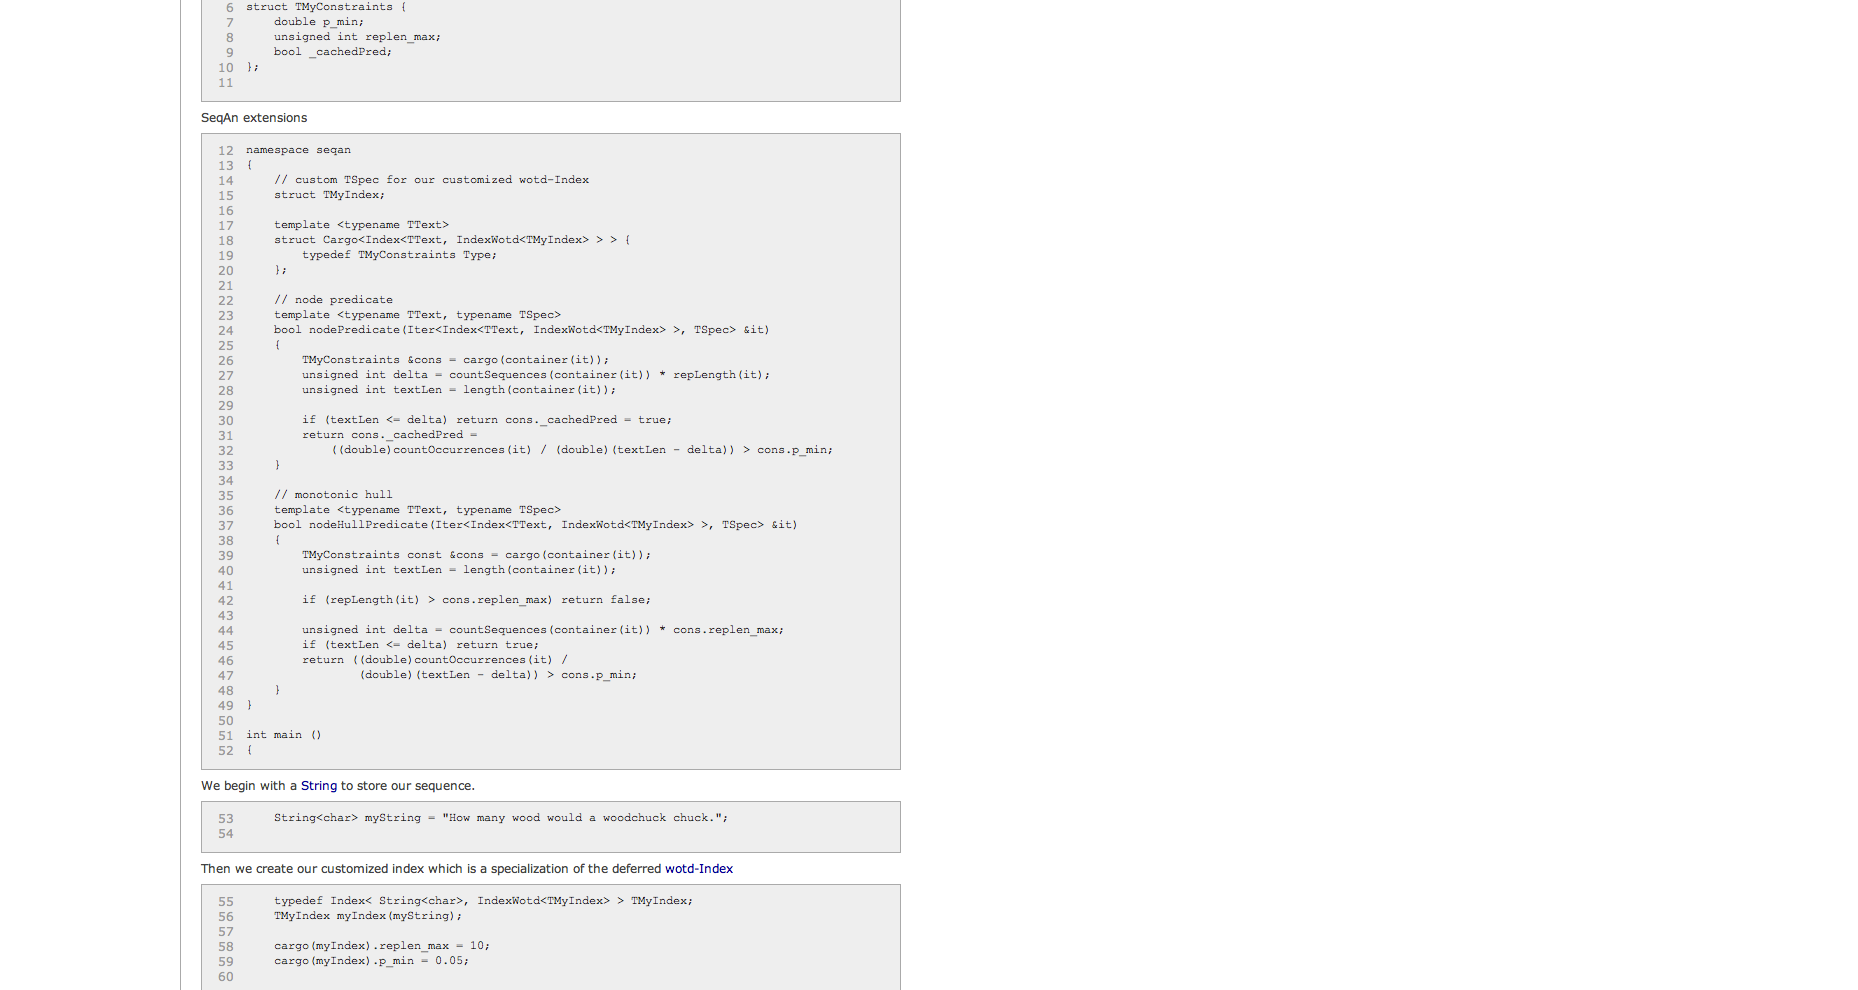 6 struct TMyConstraints {
7     double p_min;
8     unsigned int replen_max;
9     bool _cachedPred;
10 };
11
SeqAn extensions
12 namespace seqan
13 {
14     // custom TSpec for our customized wotd-Index
15     struct TMyIndex;
16
17     template <typename TText>
18     struct Cargo<Index<TText, IndexWotd<TMyIndex> > > {
19         typedef TMyConstraints Type;
20     };
21
22     // node predicate
23     template <typename TText, typename TSpec>
24     bool nodePredicate(Iter<Index<TText, IndexWotd<TMyIndex> >, TSpec> &it)
25     {
26         TMyConstraints &cons = cargo(container(it));
27         unsigned int delta = countSequences(container(it)) * repLength(it);
28         unsigned int textLen = length(container(it));
29
30         if (textLen <= delta) return cons._cachedPred = true;
31         return cons._cachedPred =
32             ((double)countOccurrences(it) / (double)(textLen - delta)) > cons.p_min;
33     }
34
35     // monotonic hull
36     template <typename TText, typename TSpec>
37     bool nodeHullPredicate(Iter<Index<TText, IndexWotd<TMyIndex> >, TSpec> &it)
38     {
39         TMyConstraints const &cons = cargo(container(it));
40         unsigned int textLen = length(container(it));
41
42         if (repLength(it) > cons.replen_max) return false;
43
44         unsigned int delta = countSequences(container(it)) * cons.replen_max;
45         if (textLen <= delta) return true;
46         return ((double)countOccurrences(it) /
47                 (double)(textLen - delta)) > cons.p_min;
48     }
49 }
50
51 int main ()
52 {
We begin with a String to store our sequence.
53     String<char> myString = "How many wood would a woodchuck chuck.";
54
Then we create our customized index which is a specialization of the deferred wotd-Index
55     typedef Index< String<char>, IndexWotd<TMyIndex> > TMyIndex;
56     TMyIndex myIndex(myString);
57
58     cargo(myIndex).replen_max = 10;
59     cargo(myIndex).p_min = 0.05;
60